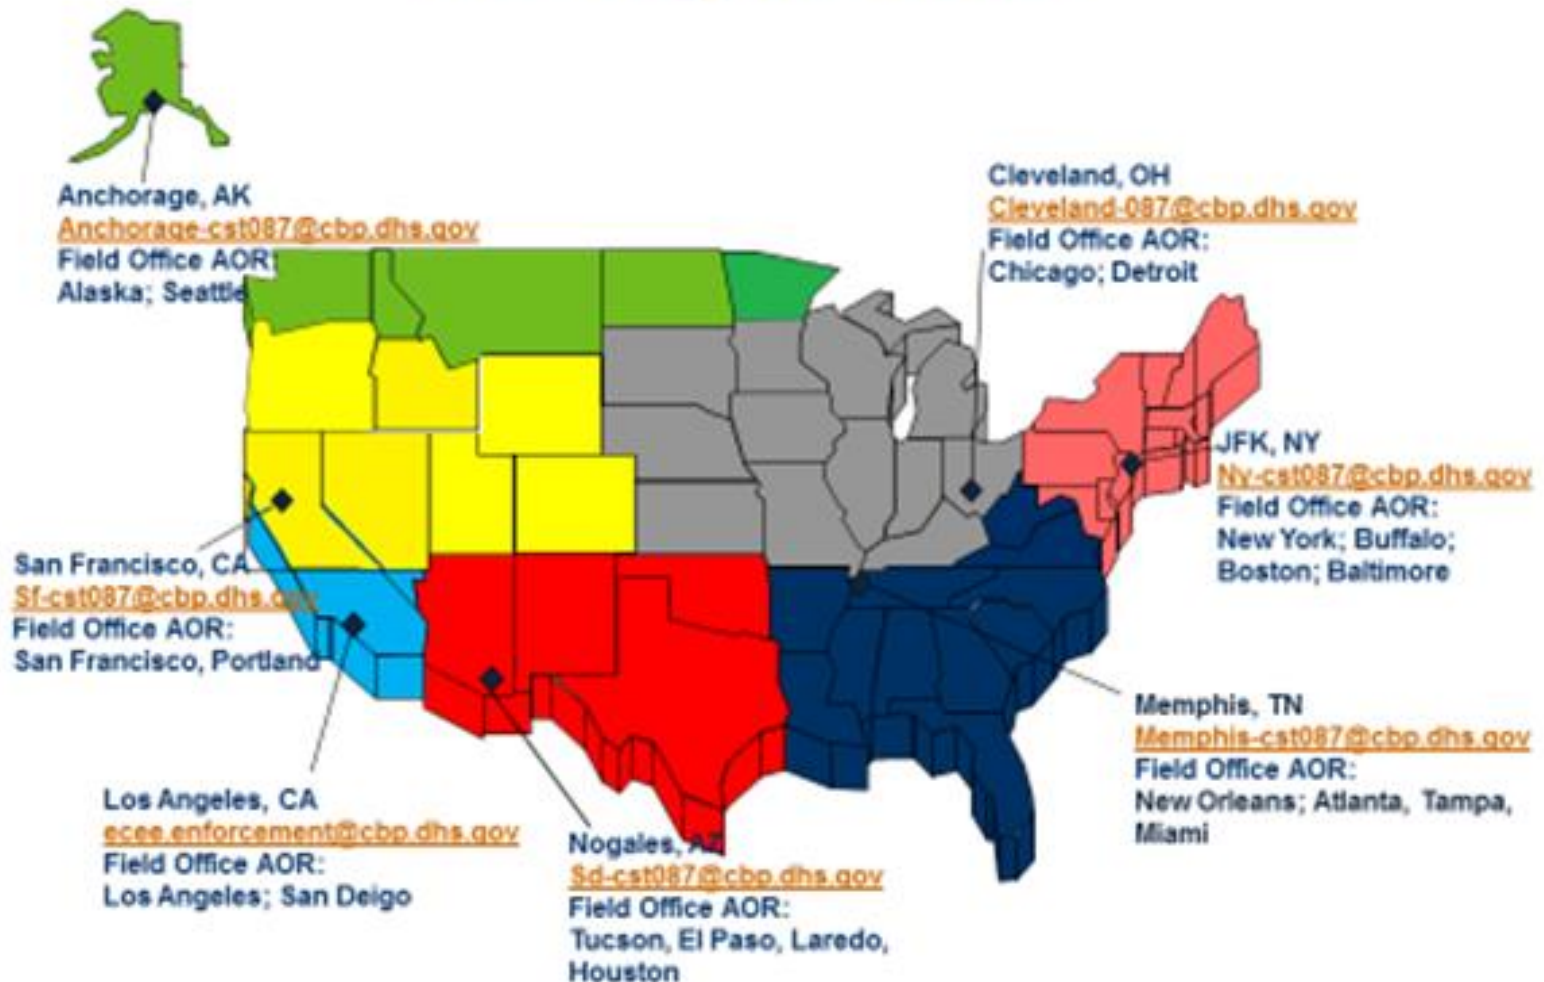 Anchorage, AK
Anchorage-cst087@cbp.dhs.gov
Field Office AOR:
Alaska; Seattle
Cleveland, OH
Cleveland-087@cbp.dhs.gov
Field Office AOR:
Chicago; Detroit
JFK, NY
Ny-cst087@cbp.dhs.gov
Field Office AOR:
New York; Buffalo;
Boston; Baltimore
San Francisco, CA
Sf-cst087@cbp.dhs.gov
Field Office AOR:
San Francisco, Portland
Memphis, TN
Memphis-cst087@cbp.dhs.gov
Field Office AOR:
New Orleans; Atlanta, Tampa,
Miami
Los Angeles, CA
ecee.enforcement@cbp.dhs.gov
Field Office AOR:
Los Angeles; San Deigo
Nogales, AZ
Sd-cst087@cbp.dhs.gov
Field Office AOR:
Tucson, El Paso, Laredo,
Houston